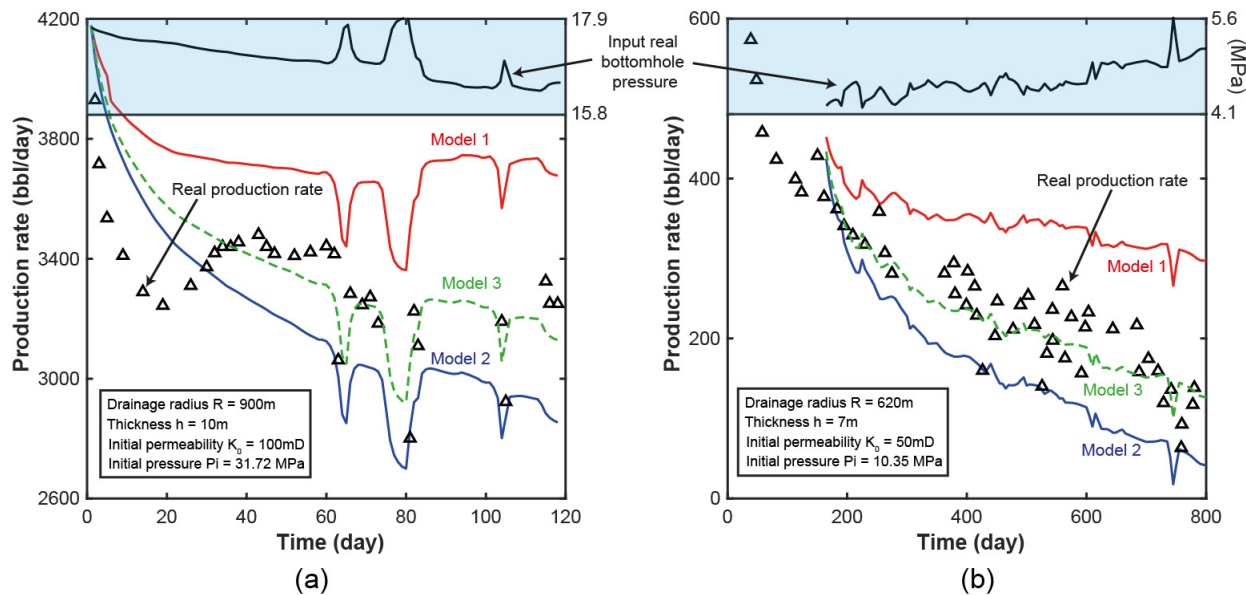 4200
3800
3400
3000
2600
Production rate (bbl/day)
17.9
15.8
Input real
bottomhole
pressure
Model 1
Real production rate
Model 3
Model 2
Drainage radius R = 900m
Thickness h = 10m
Initial permeability K0 = 100mD
Initial pressure Pi = 31.72 MPa
0 20 40 60 80 100 120
Time (day)
(a)
600
400
200
0
Production rate (bbl/day)
5.6
4.1
(MPa)
Real production rate
Model 1
Model 3
Model 2
Drainage radius R = 620m
Thickness h = 7m
Initial permeability K0 = 50mD
Initial pressure Pi = 10.35 MPa
0 200 400 600 800
Time (day)
(b)